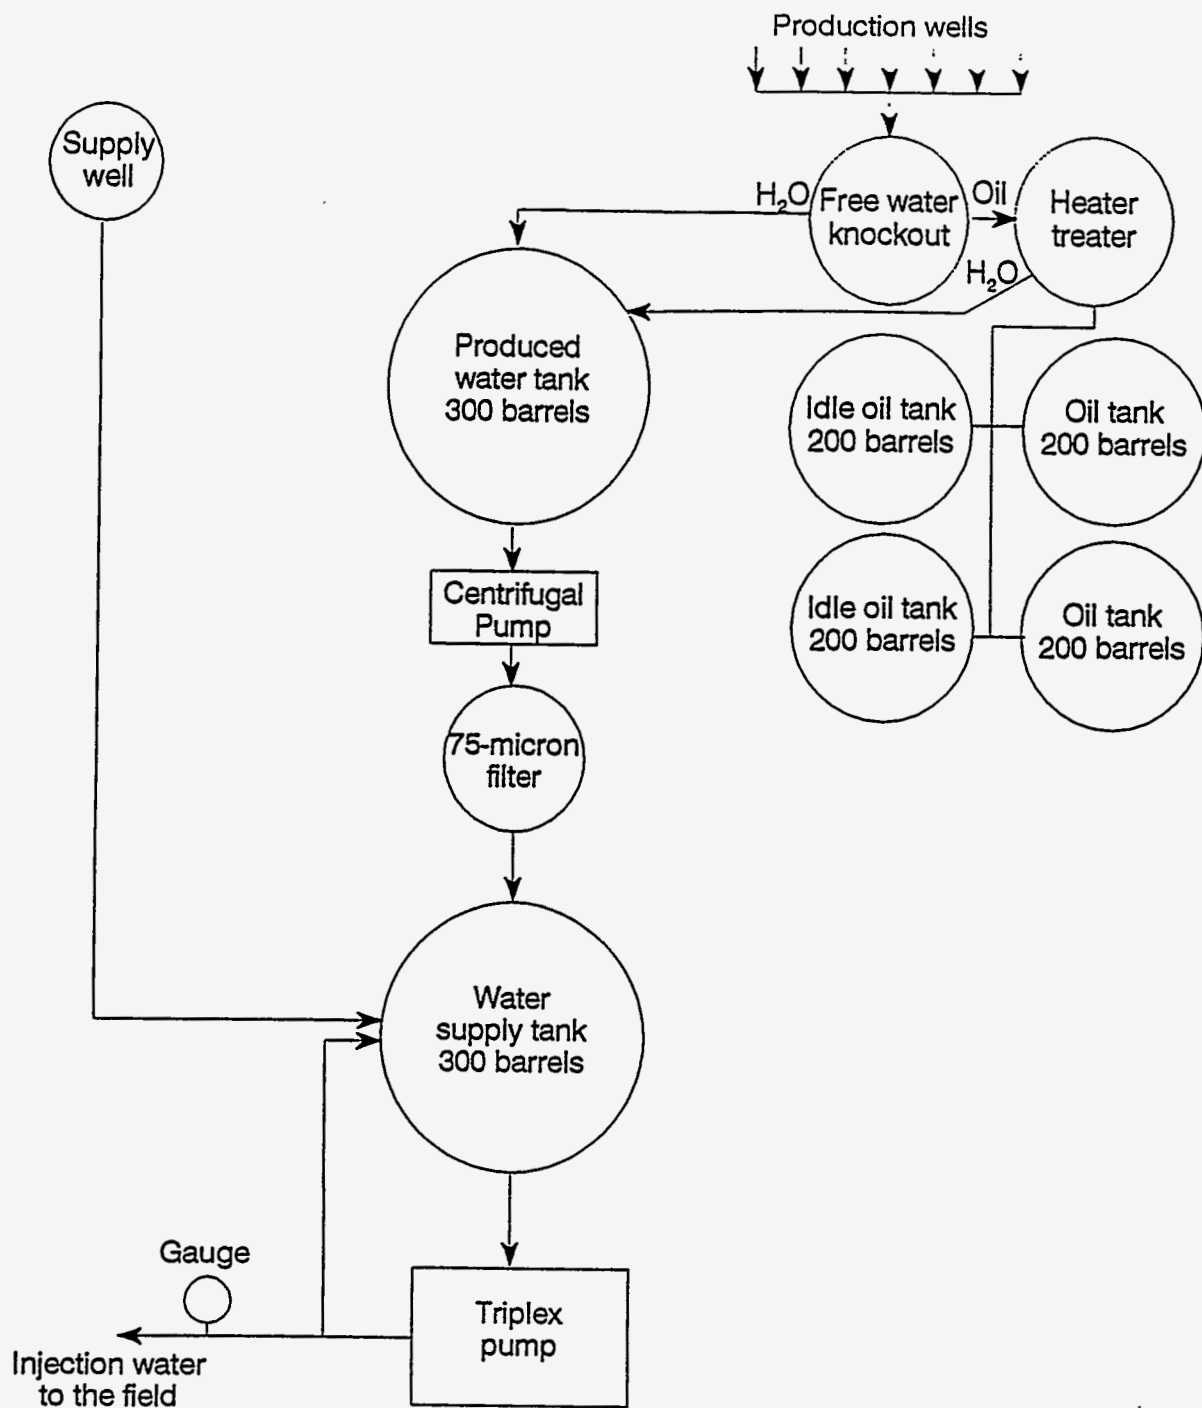 Production wells
Supply
well
H₂O
Free water
knockout
Oil
Heater
treater
H₂O
Produced
water tank
300 barrels
Idle oil tank
200 barrels
Oil tank
200 barrels
Centrifugal
Pump
Idle oil tank
200 barrels
Oil tank
200 barrels
75-micron
filter
Water
supply tank
300 barrels
Gauge
Triplex
pump
Injection water
to the field